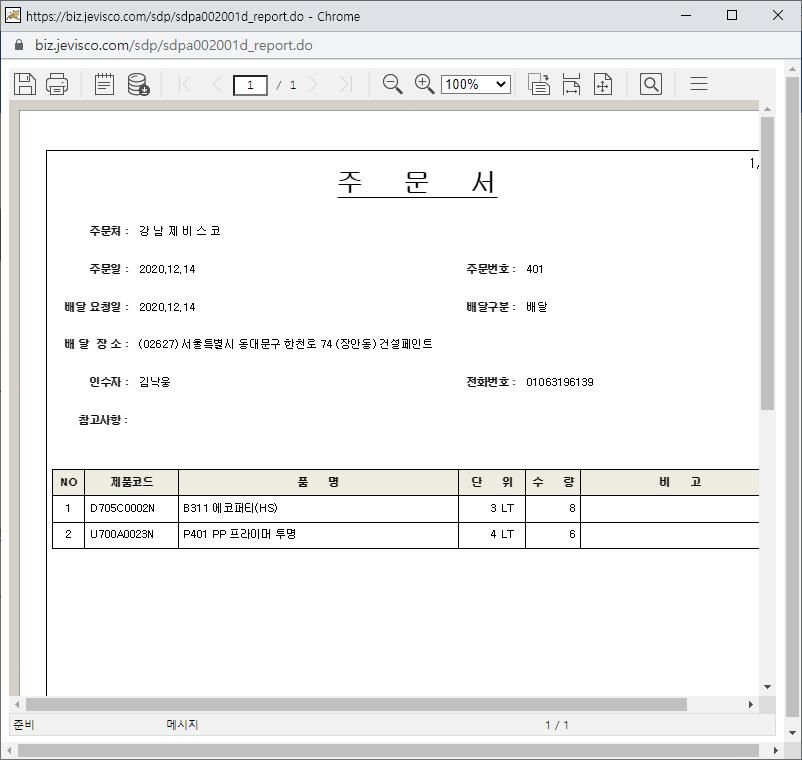 https://biz.jevisco.com/sdp/sdpa002001d_report.do - Chrome
biz.jevisco.com/sdp/sdpa002001d_report.do
1 / 1 100%
1,
주 문 서
주문처 : 강 남 제 비 스 코
주문일 : 2020.12.14 주문번호 : 401
배달 요청일 : 2020.12.14 배달구분 : 배달
배 달 장 소 : (02627) 서울특별시 동대문구 한천로 74 (장안동) 건설페인트
인수자 : 김낙웅 전화번호 : 01063196139
참고사항 :
NO 제품코드 품 명 단 위 수 량 비 고
1 D705C0002N B311 에코퍼티(HS) 3 LT 8
2 U700A0023N P401 PP 프라이머 투명 4 LT 6
준비 메시지 1 / 1